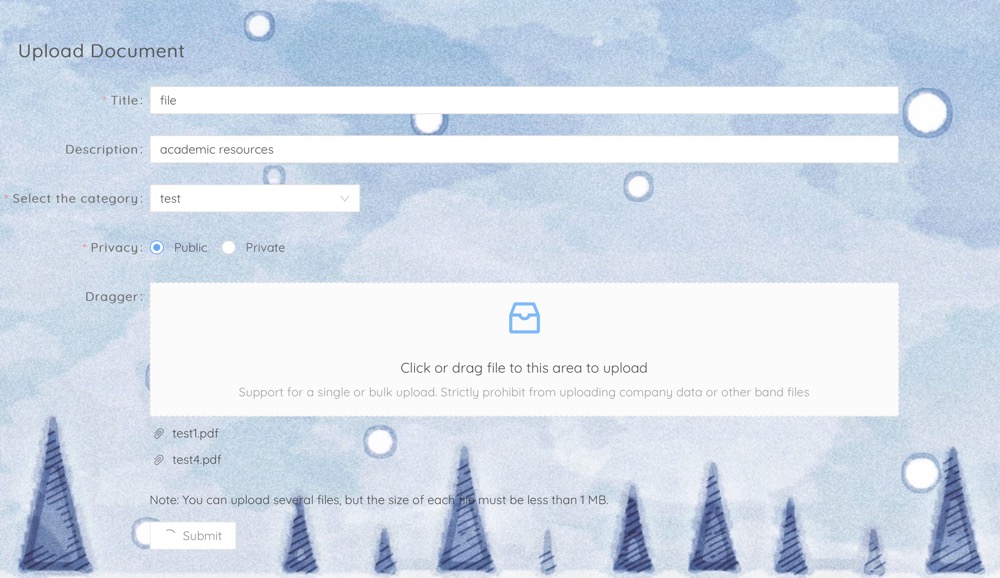 Upload Document
* Title: file
Description: academic resources
* Select the category: test
* Privacy: Public Private
Dragger:
Click or drag file to this area to upload
Support for a single or bulk upload. Strictly prohibit from uploading company data or other band files
test1.pdf
test4.pdf
Note: You can upload several files, but the size of each file must be less than 1 MB.
Submit